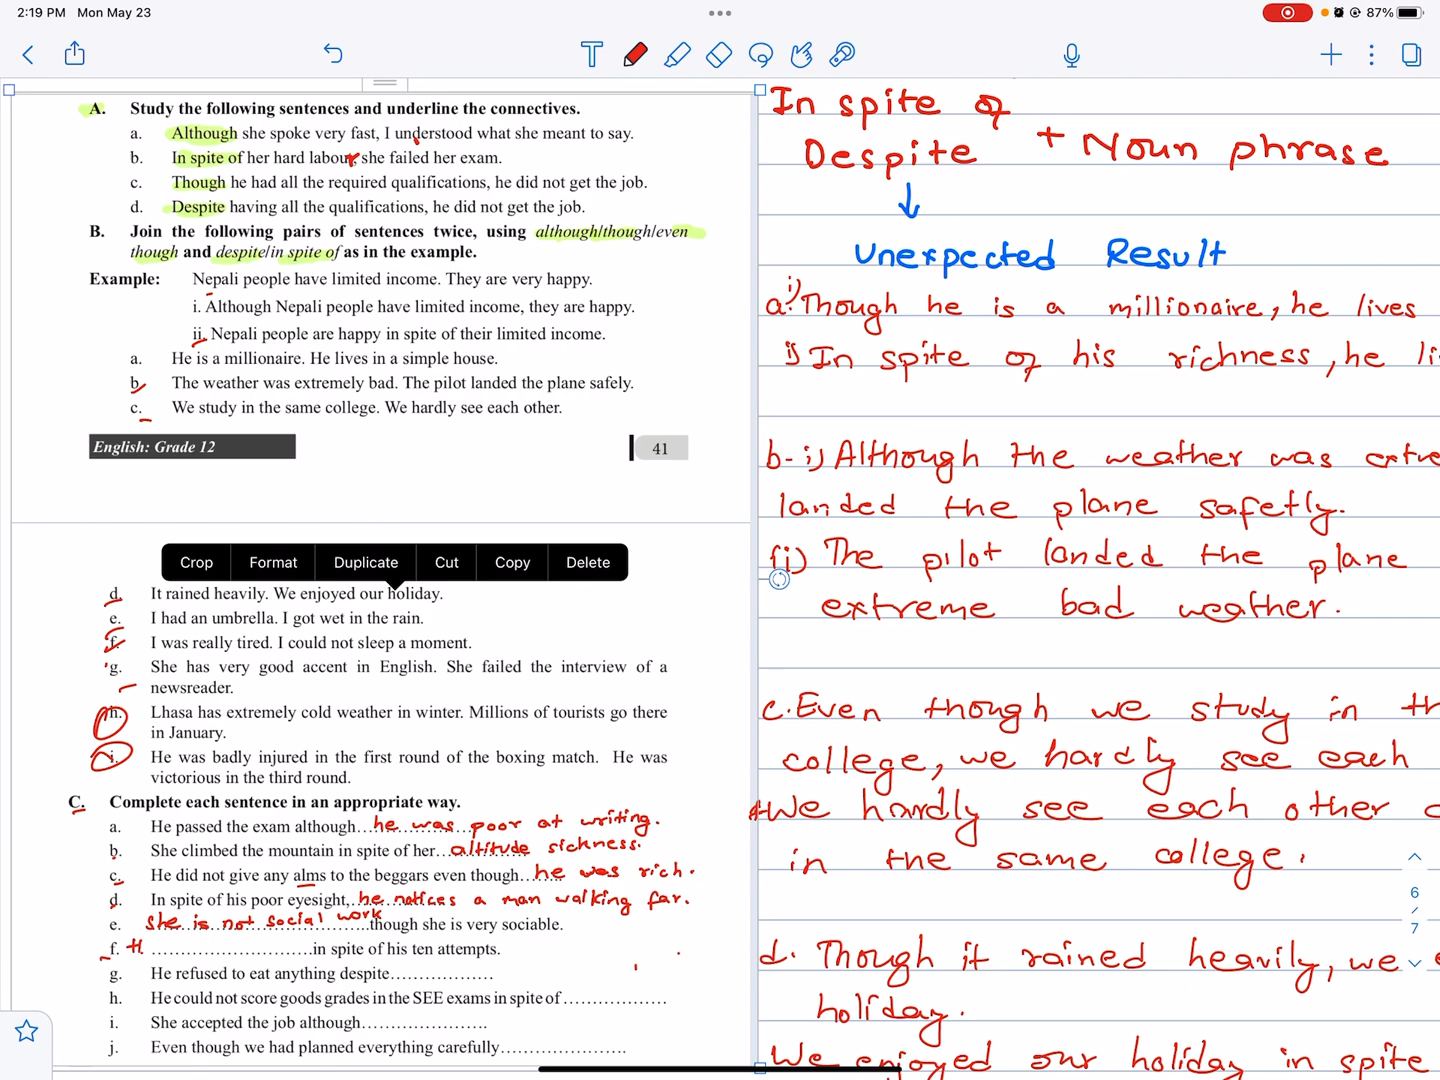 2:19 PM Mon May 23
87%
A. Study the following sentences and underline the connectives.
a. Although she spoke very fast, I understood what she meant to say.
b. In spite of her hard labour, she failed her exam.
c. Though he had all the required qualifications, he did not get the job.
d. Despite having all the qualifications, he did not get the job.
B. Join the following pairs of sentences twice, using although/though/even
though and despite/in spite of as in the example.
Example: Nepali people have limited income. They are very happy.
i. Although Nepali people have limited income, they are happy.
ii. Nepali people are happy in spite of their limited income.
a. He is a millionaire. He lives in a simple house.
b. The weather was extremely bad. The pilot landed the plane safely.
c. We study in the same college. We hardly see each other.
English: Grade 12
41
Crop Format Duplicate Cut Copy Delete
d. It rained heavily. We enjoyed our holiday.
e. I had an umbrella. I got wet in the rain.
f. I was really tired. I could not sleep a moment.
g. She has very good accent in English. She failed the interview of a
newsreader.
h. Lhasa has extremely cold weather in winter. Millions of tourists go there
in January.
i. He was badly injured in the first round of the boxing match. He was
victorious in the third round.
C. Complete each sentence in an appropriate way.
a. He passed the exam although...he was poor at writing.
b. She climbed the mountain in spite of her...altitude sickness.
c. He did not give any alms to the beggars even though...he was rich.
d. In spite of his poor eyesight,...he notices a man walking far.
e. She is not social work....though she is very sociable.
f. H ............................in spite of his ten attempts.
g. He refused to eat anything despite..................
h. He could not score goods grades in the SEE exams in spite of ..................
i. She accepted the job although......................
j. Even though we had planned everything carefully......................
In spite of
Despite + Noun phrase
Unexpected Result
a. i) Though he is a millionaire, he lives
i) In spite of his richness, he li
b- i) Although the weather was extre
landed the plane safetly.
(ii) The pilot landed the plane
extreme bad weather.
c. Even though we study in th
college, we hardly see each
We hardly see each other
in the same college.
6
/
7
d. Though it rained heavily, we e
holiday.
We enjoyed our holiday in spite